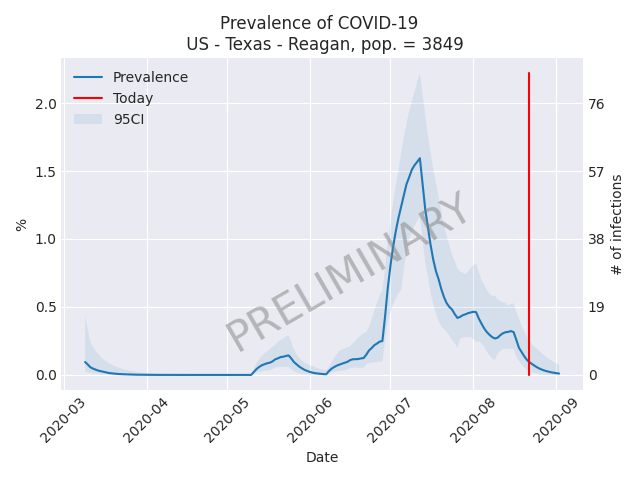 Prevalence of COVID-19
US - Texas - Reagan, pop. = 3849
Prevalence
Today
95CI
2.0
1.5
1.0
0.5
0.0
%
76
57
38
19
0
# of infections
PRELIMINARY
2020-03
2020-04
2020-05
2020-06
2020-07
2020-08
2020-09
Date